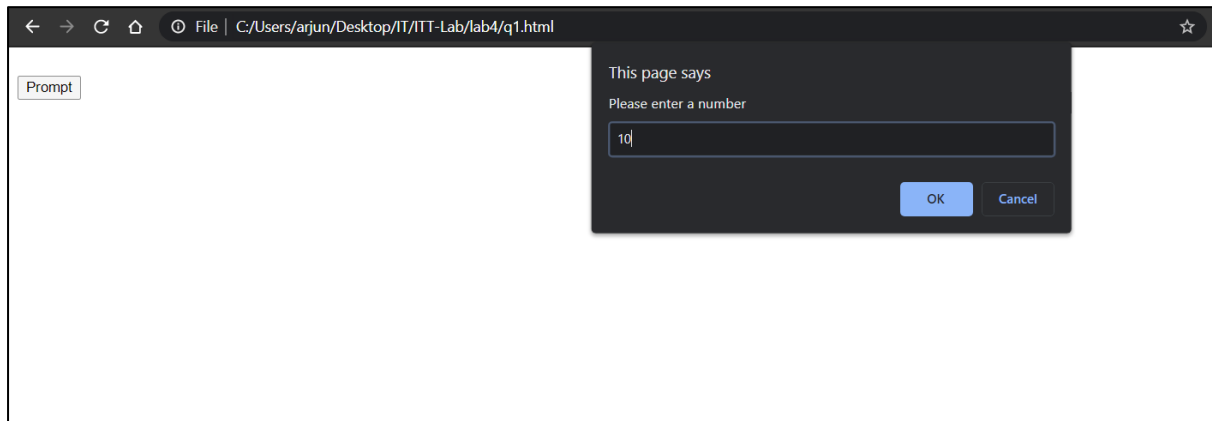 File | C:/Users/arjun/Desktop/IT/ITT-Lab/lab4/q1.html
Prompt
This page says
Please enter a number
10
OK Cancel